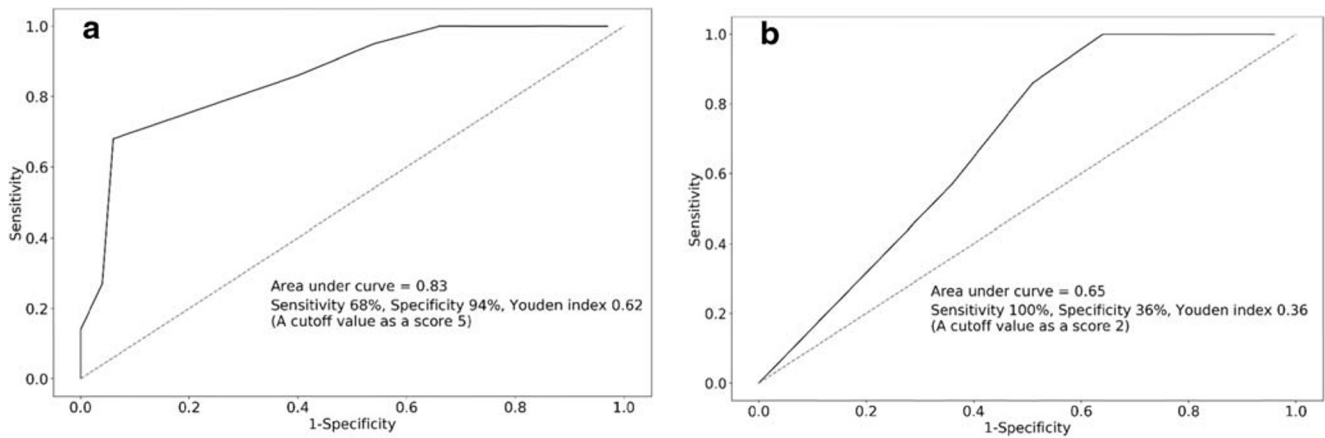 a
1.0
0.8
0.6
0.4
0.2
0.0
Sensitivity
Area under curve = 0.83
Sensitivity 68%, Specificity 94%, Youden index 0.62
(A cutoff value as a score 5)
0.0 0.2 0.4 0.6 0.8 1.0
1-Specificity
b
1.0
0.8
0.6
0.4
0.2
0.0
Sensitivity
Area under curve = 0.65
Sensitivity 100%, Specificity 36%, Youden index 0.36
(A cutoff value as a score 2)
0.0 0.2 0.4 0.6 0.8 1.0
1-Specificity